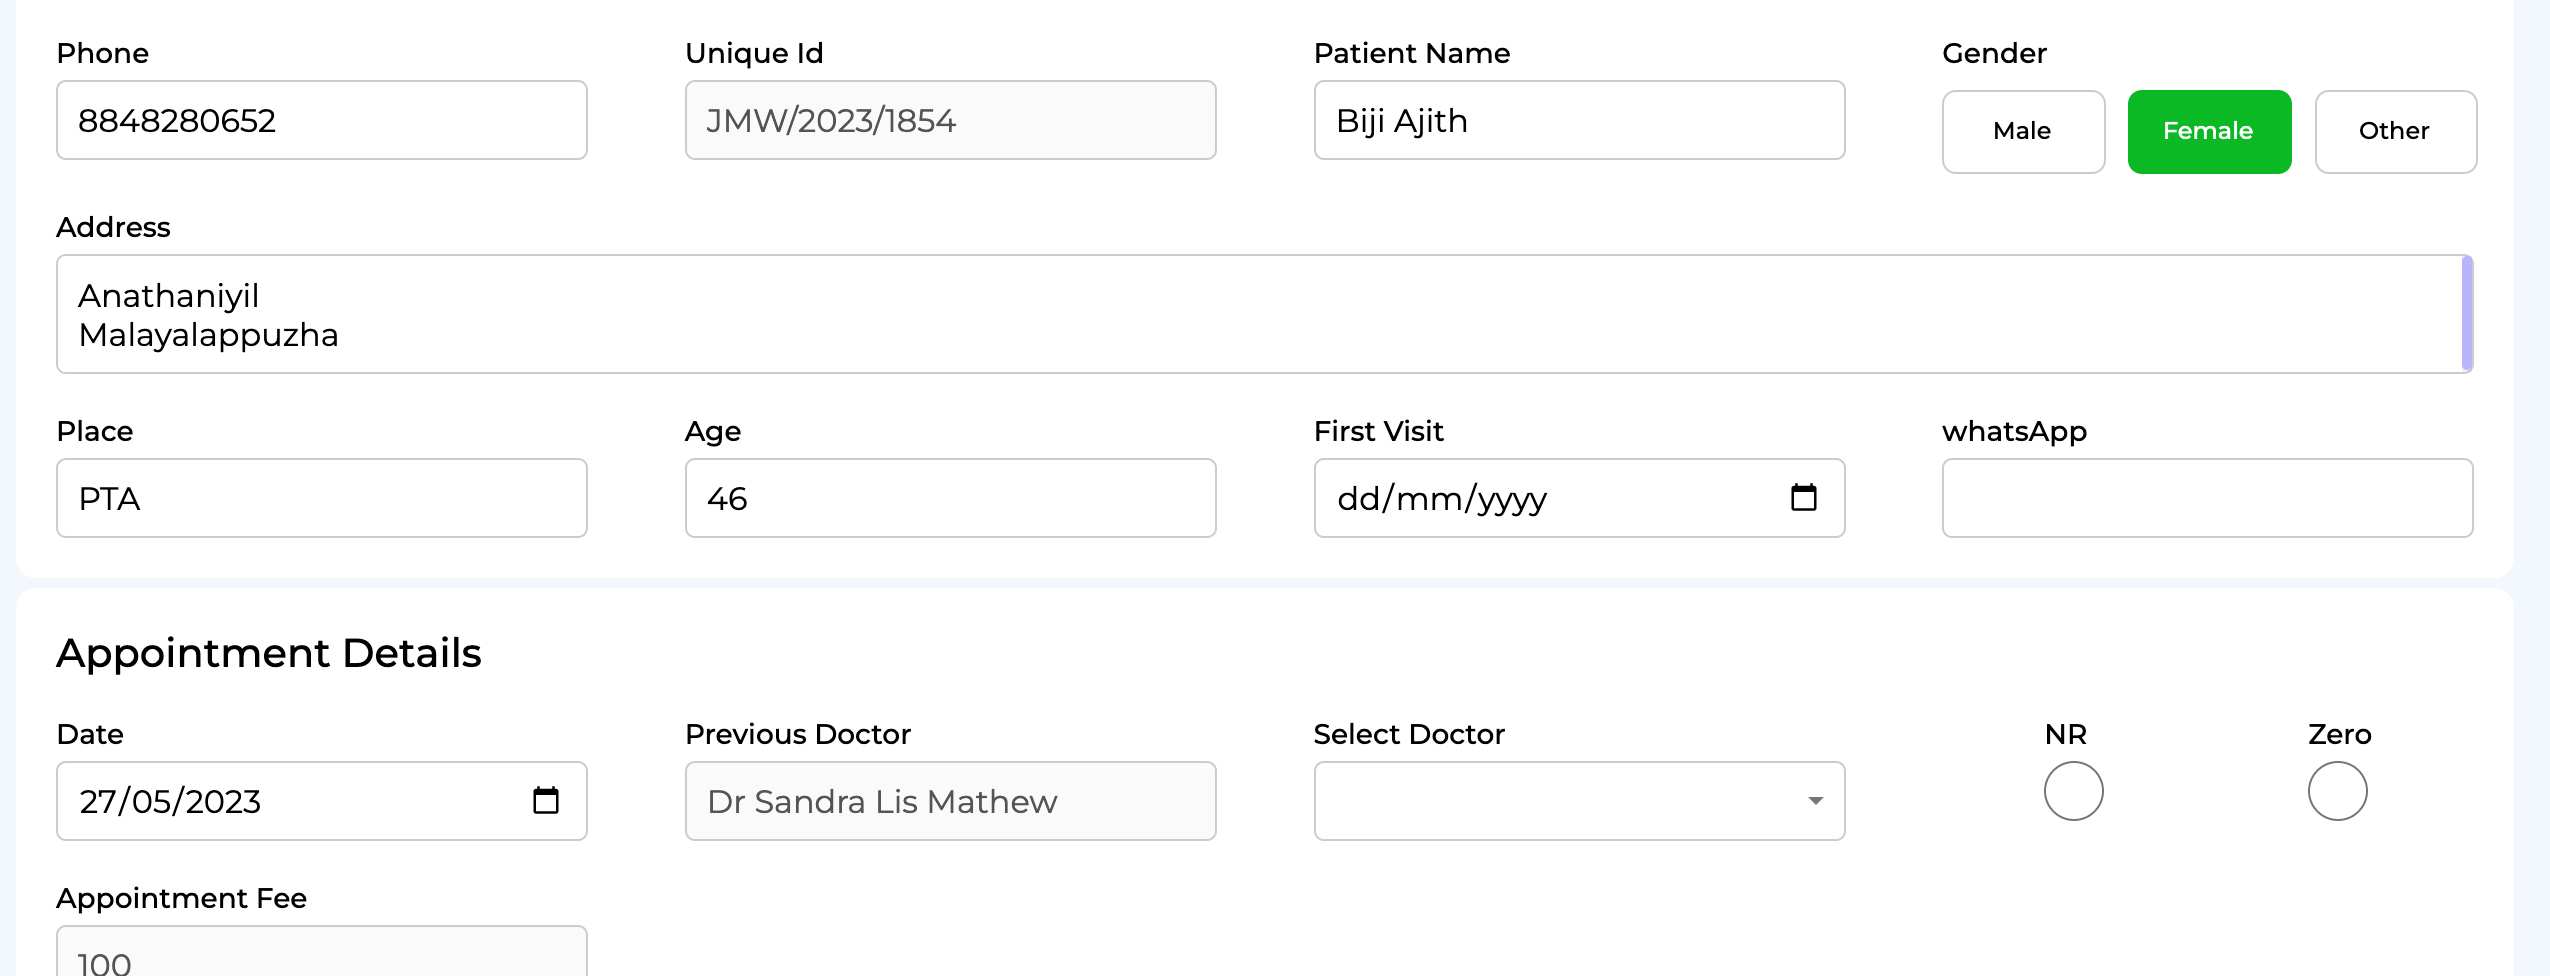 Phone
Unique Id
Patient Name
Gender
8848280652
JMW/2023/1854
Biji Ajith
Male
Female
Other
Address
Anathaniyil
Malayalappuzha
Place
Age
First Visit
whatsApp
PTA
46
dd/mm/yyyy
Appointment Details
Date
Previous Doctor
Select Doctor
NR
Zero
27/05/2023
Dr Sandra Lis Mathew
Appointment Fee
100